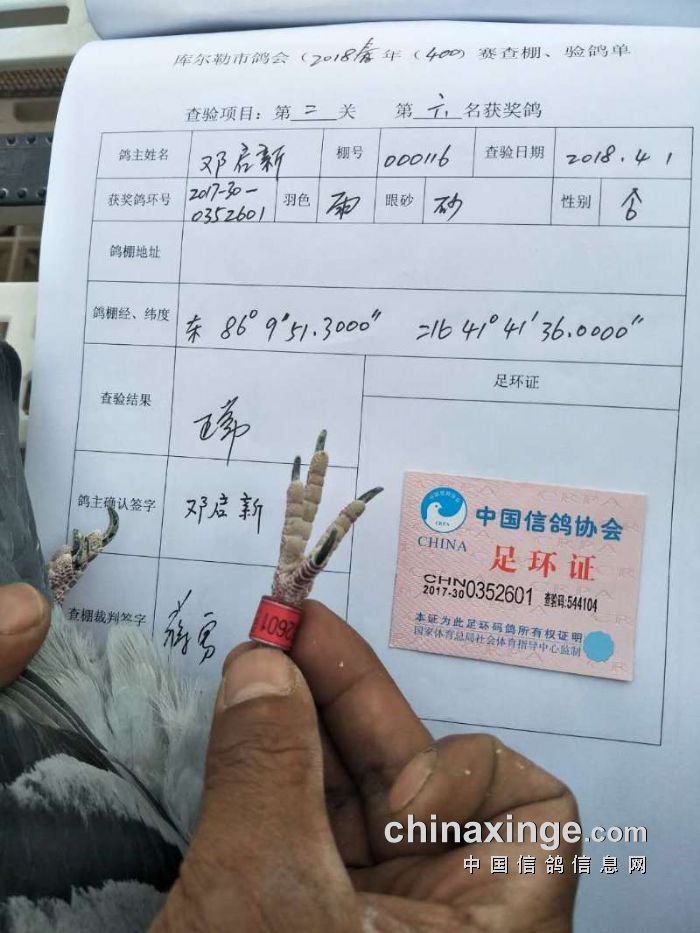 库尔勒市鸽会（2018春年（400）赛查棚、验鸽单
查验项目：第二关 第六名获奖鸽
鸽主姓名 邓启新 棚号 000116 查验日期 2018.4.1
获奖鸽环号 2017-30-
0352601 羽色 雨 眼砂 砂 性别
鸽棚地址
鸽棚经、纬度 东 86° 9′ 51.3000″ 北 41° 41′ 36.0000″
查验结果
足环证
鸽主确认签字 邓启新
查棚裁判签字 蒋勇
中国信鸽协会
CHINA
足环证
CHN
2017-30 0352601 查验码:544104
本证为此足环码鸽所有权证明
国家体育总局社会体育指导中心监制
2601
chinaxinge.com
中国信鸽信息网